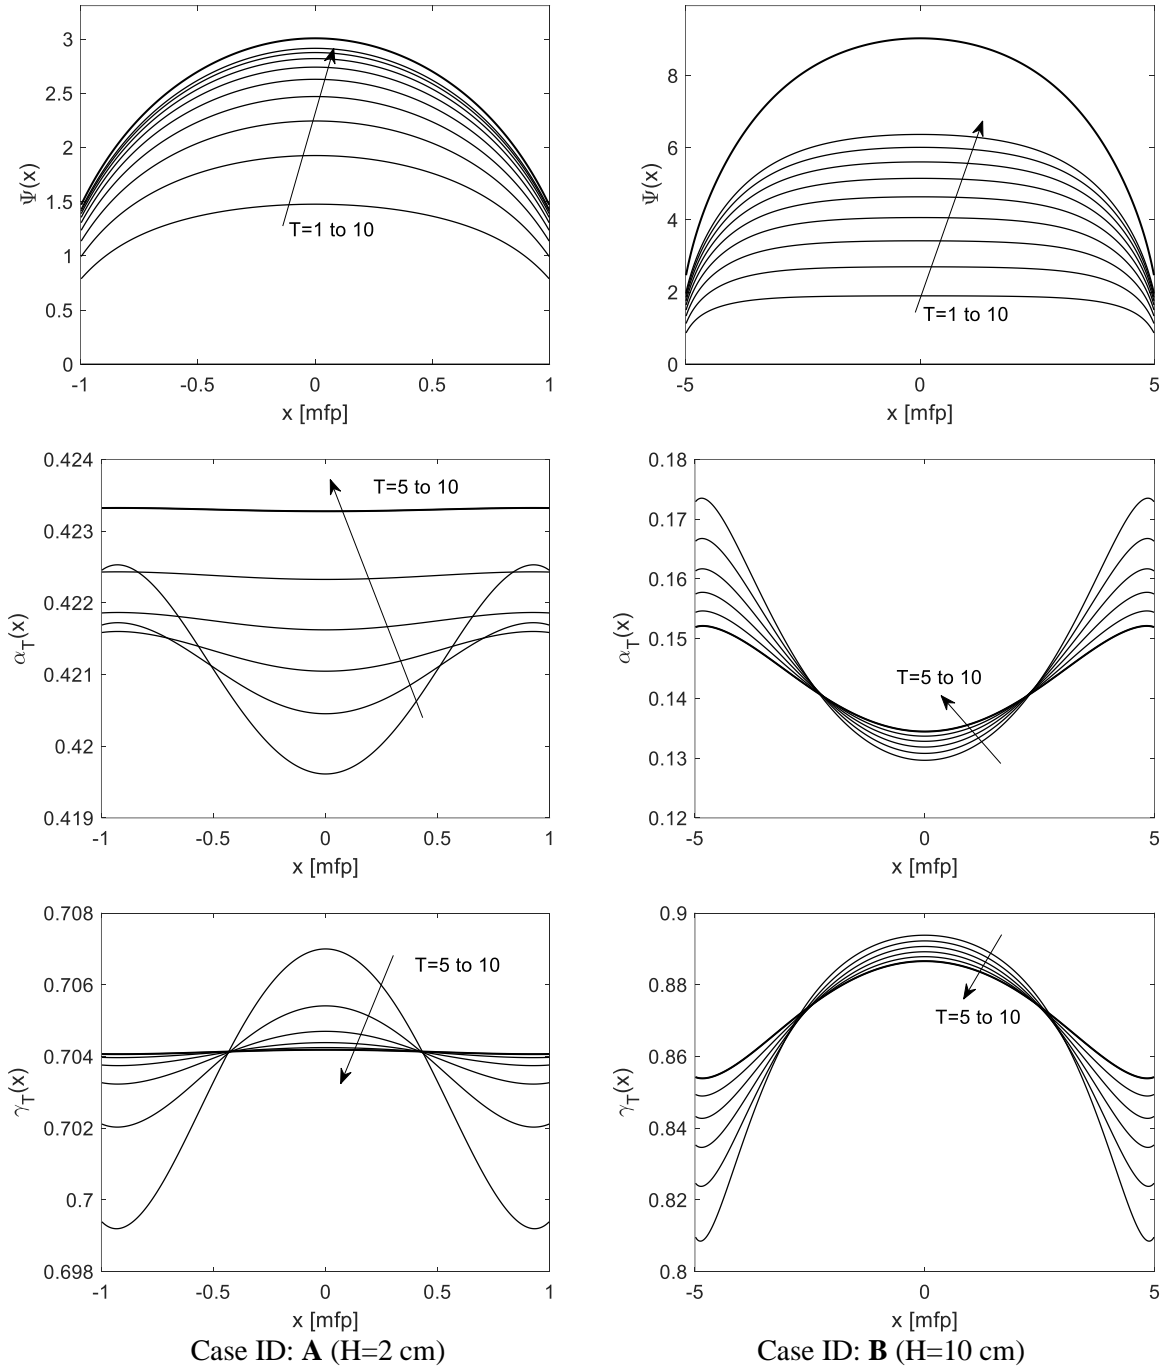 3
2.5
2
1.5
1
0.5
0
Ψ(x)
T=1 to 10
-1 -0.5 0 0.5 1
x [mfp]
8
6
4
2
0
Ψ(x)
T=1 to 10
-5 0 5
x [mfp]
0.424
0.423
0.422
0.421
0.42
0.419
α_T(x)
T=5 to 10
-1 -0.5 0 0.5 1
x [mfp]
0.18
0.17
0.16
0.15
0.14
0.13
0.12
α_T(x)
T=5 to 10
-5 0 5
x [mfp]
0.708
0.706
0.704
0.702
0.7
0.698
γ_T(x)
T=5 to 10
-1 -0.5 0 0.5 1
x [mfp]
0.9
0.88
0.86
0.84
0.82
0.8
γ_T(x)
T=5 to 10
-5 0 5
x [mfp]
Case ID: A (H=2 cm)
Case ID: B (H=10 cm)